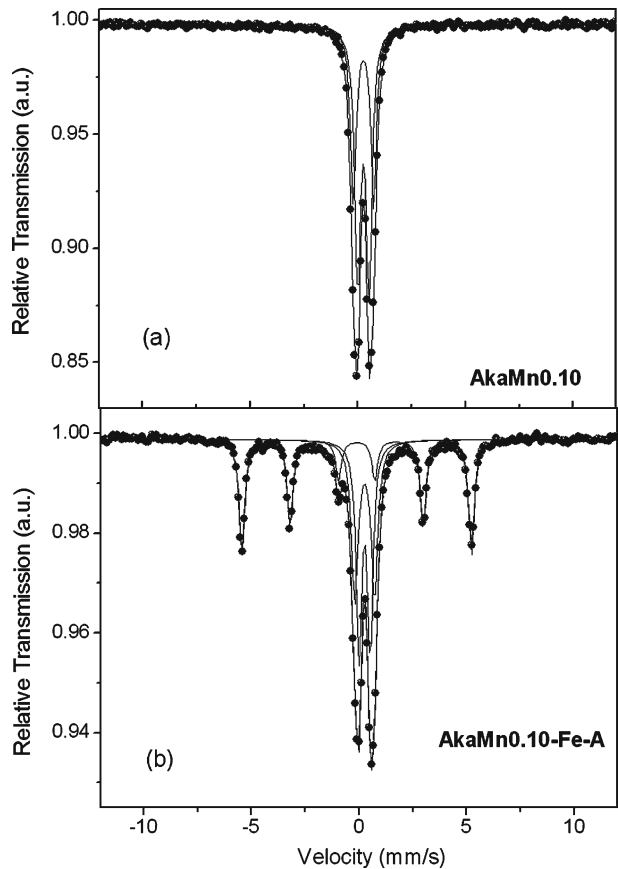 1.00
0.95
0.90
0.85
Relative Transmission (a.u.)
(a)
AkaMn0.10
1.00
0.98
0.96
0.94
Relative Transmission (a.u.)
(b)
AkaMn0.10-Fe-A
-10 -5 0 5 10
Velocity (mm/s)